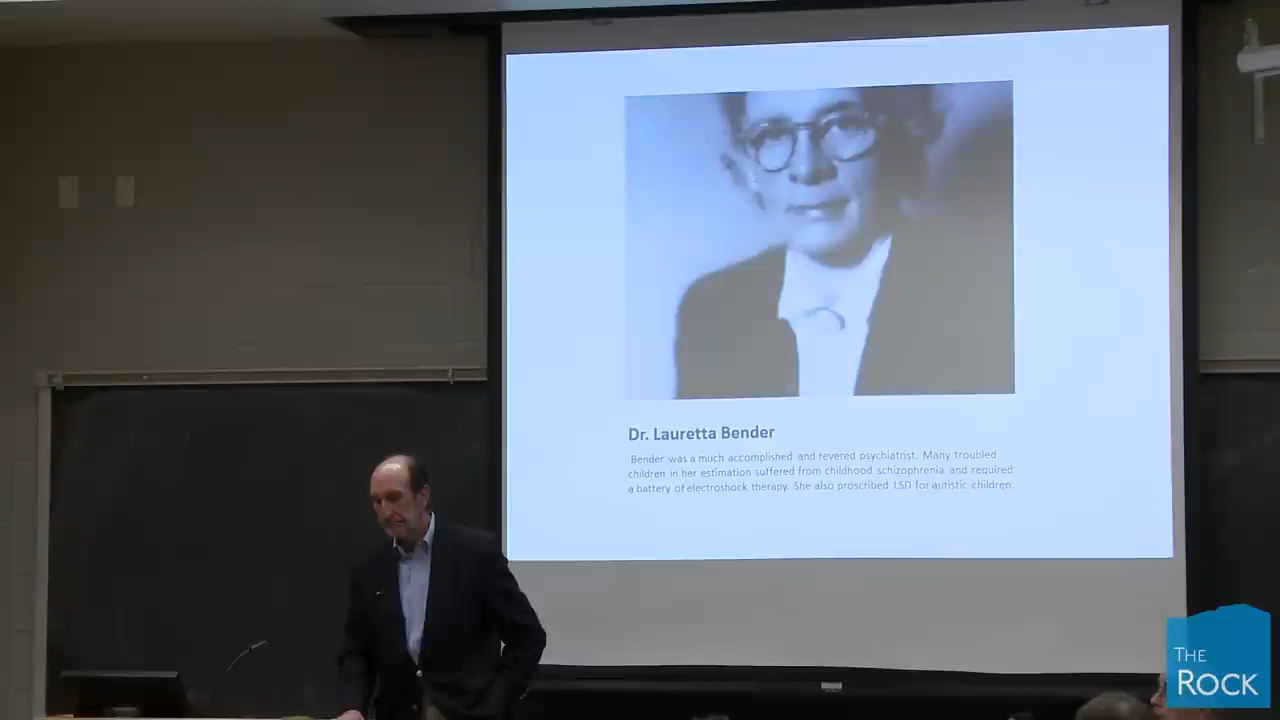 Dr. Lauretta Bender
Bender was a much accomplished and revered psychiatrist. Many troubled
children in her estimation suffered from childhood schizophrenia and required
a battery of electroshock therapy. She also proscribed LSD for autistic children.
THE
ROCK